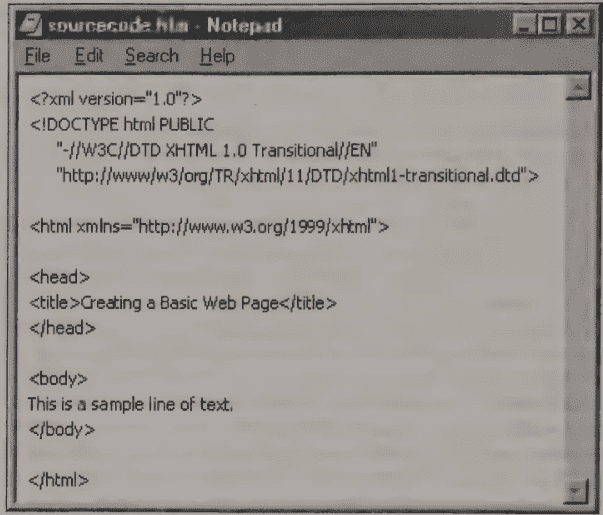 sourcecode.htm - Notepad
File Edit Search Help
<?xml version="1.0"?>
<!DOCTYPE html PUBLIC
"-//W3C//DTD XHTML 1.0 Transitional//EN"
"http://www/w3/org/TR/xhtml/11/DTD/xhtml1-transitional.dtd">
<html xmlns="http://www.w3.org/1999/xhtml">
<head>
<title>Creating a Basic Web Page</title>
</head>
<body>
This is a sample line of text.
</body>
</html>